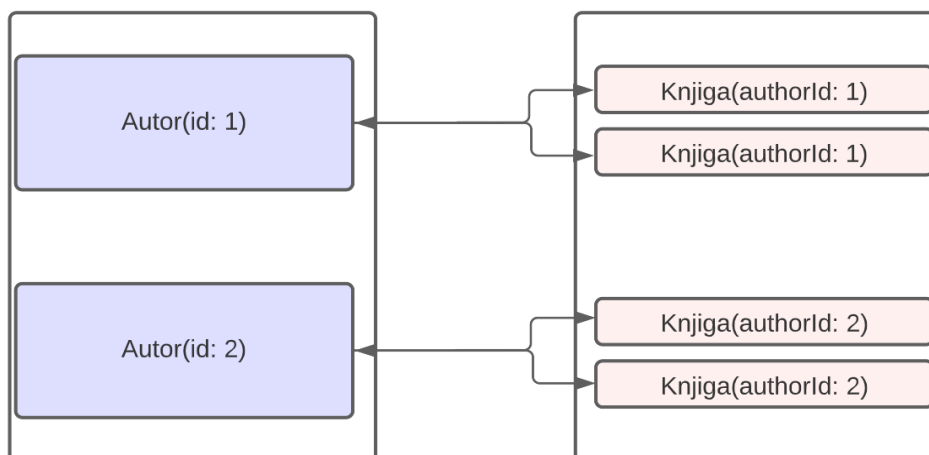 Autor(id: 1)
Knjiga(authorId: 1)
Knjiga(authorId: 1)
Autor(id: 2)
Knjiga(authorId: 2)
Knjiga(authorId: 2)